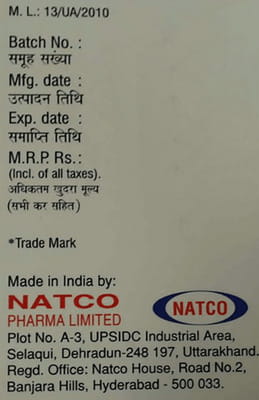 M. L.: 13/UA/2010
Batch No. :
समूह संख्या
Mfg. date :
उत्पादन तिथि
Exp. date :
समाप्ति तिथि
M.R.P. Rs.:
(Incl. of all taxes).
अधिकतम खुदरा मूल्य
(सभी कर सहित)
*Trade Mark
Made in India by:
NATCO
PHARMA LIMITED
NATCO
Plot No. A-3, UPSIDC Industrial Area,
Selaqui, Dehradun-248 197, Uttarakhand.
Regd. Office: Natco House, Road No.2,
Banjara Hills, Hyderabad - 500 033.